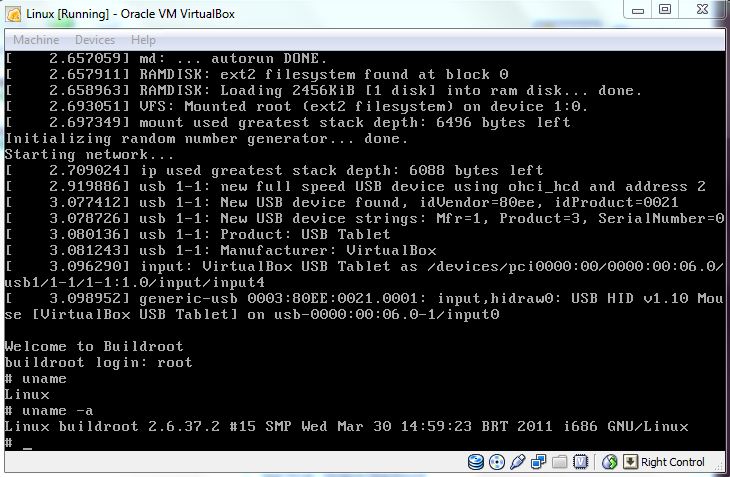 Linux [Running] - Oracle VM VirtualBox
Machine Devices Help
[    2.657059] md: ... autorun DONE.
[    2.657911] RAMDISK: ext2 filesystem found at block 0
[    2.658963] RAMDISK: Loading 2456KiB [1 disk] into ram disk... done.
[    2.693051] VFS: Mounted root (ext2 filesystem) on device 1:0.
[    2.697349] mount used greatest stack depth: 6496 bytes left
Initializing random number generator... done.
Starting network...
[    2.709024] ip used greatest stack depth: 6088 bytes left
[    2.919886] usb 1-1: new full speed USB device using ohci_hcd and address 2
[    3.077412] usb 1-1: New USB device found, idVendor=80ee, idProduct=0021
[    3.078726] usb 1-1: New USB device strings: Mfr=1, Product=3, SerialNumber=0
[    3.080136] usb 1-1: Product: USB Tablet
[    3.081243] usb 1-1: Manufacturer: VirtualBox
[    3.096290] input: VirtualBox USB Tablet as /devices/pci0000:00/0000:00:06.0/
usb1/1-1/1-1:1.0/input/input4
[    3.098952] generic-usb 0003:80EE:0021.0001: input,hidraw0: USB HID v1.10 Mou
se [VirtualBox USB Tablet] on usb-0000:00:06.0-1/input0
Welcome to Buildroot
buildroot login: root
# uname
Linux
# uname -a
Linux buildroot 2.6.37.2 #15 SMP Wed Mar 30 14:59:23 BRT 2011 i686 GNU/Linux
# _
Right Control